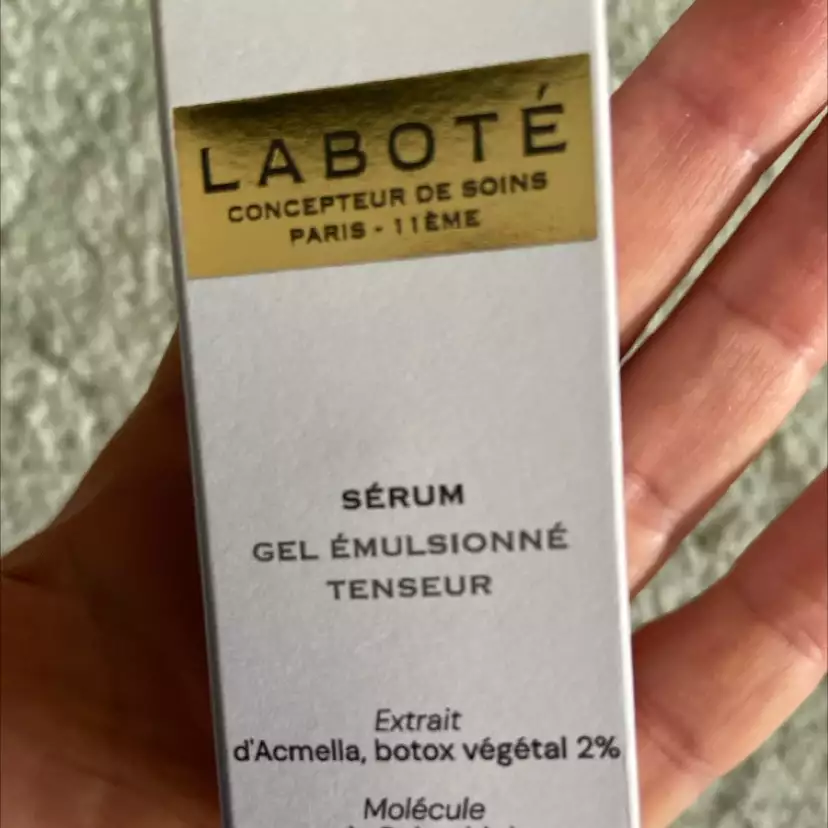 LABOTÉ
CONCEPTEUR DE SOINS
PARIS - 11ÈME
SÉRUM
GEL ÉMULSIONNÉ
TENSEUR
Extrait
d'Acmella, botox végétal 2%
Molécule